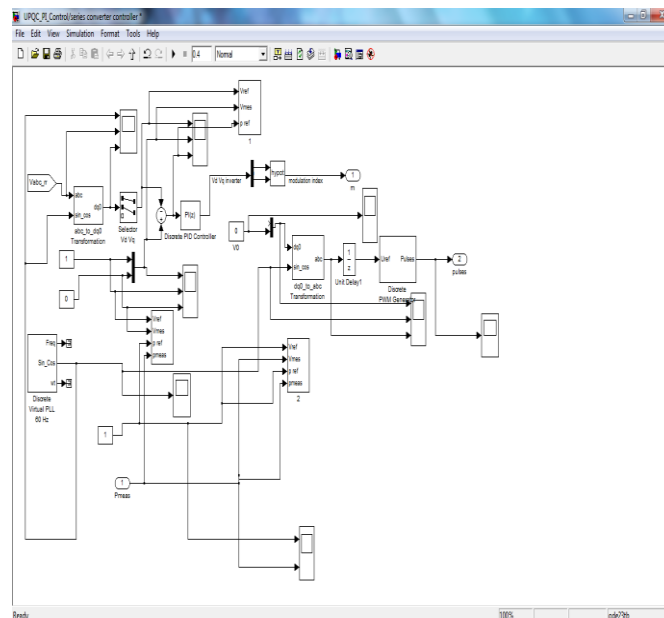 UPQC_PI_Control/series converter controller *
File Edit View Simulation Format Tools Help
0.4 Normal
Vref
Vmes
p ref
1
Vabc_n
abc
sin_cos
dq0
abc_to_dq0
Transformation
Selector
Vd Vq
PI(z)
Discrete PID Controller
Vd Vq inverter
hypot
modulation index
1
m
0
V0
dq0
sin_cos
abc
dq0_to_abc
Transformation
1
z
Unit Delay1
Uref Pulses
Discrete
PWM Generator
2
pulses
1
0
Vref
Vmes
p ref
pmeas
Freq
Sin_Cos
wt
Discrete
Virtual PLL
60 Hz
Vref
Vmes
p ref
pmeas
2
1
1
Pmeas
Ready 100% ode23tb